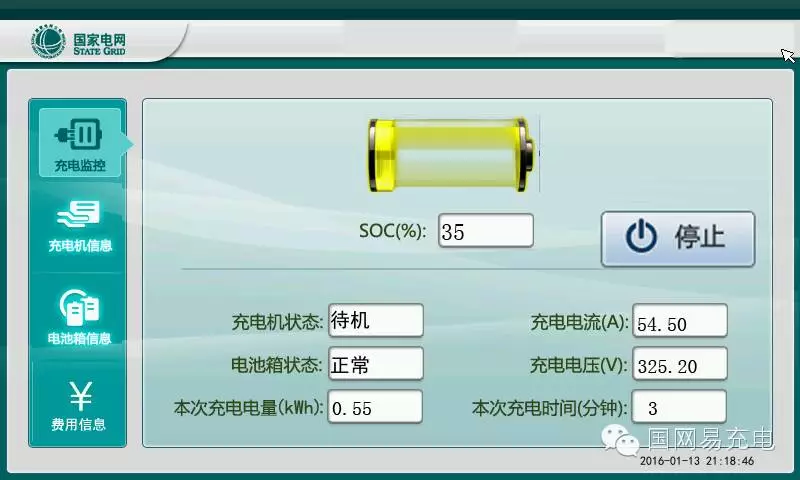 国家电网
STATE GRID
充电监控
充电机信息
电池箱信息
¥
费用信息
SOC(%): 35
停止
充电机状态: 待机
充电电流(A): 54.50
电池箱状态: 正常
充电电压(V): 325.20
本次充电电量(kWh): 0.55
本次充电时间(分钟): 3
国网易充电
2016-01-13 21:18:46